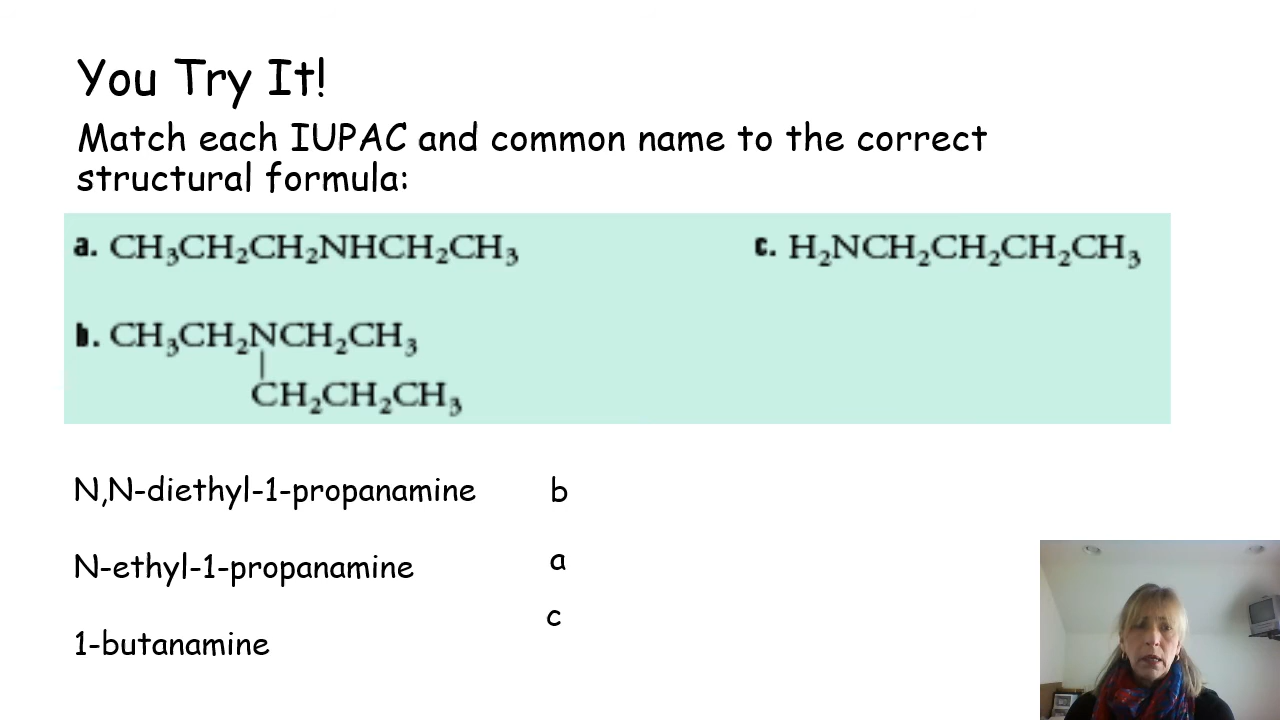 You Try It!
Match each IUPAC and common name to the correct
structural formula:
a. CH₃CH₂CH₂NHCH₂CH₃
c. H₂NCH₂CH₂CH₂CH₃
b. CH₃CH₂NCH₂CH₃
|
CH₂CH₂CH₃
N,N-diethyl-1-propanamine b
N-ethyl-1-propanamine a
1-butanamine c